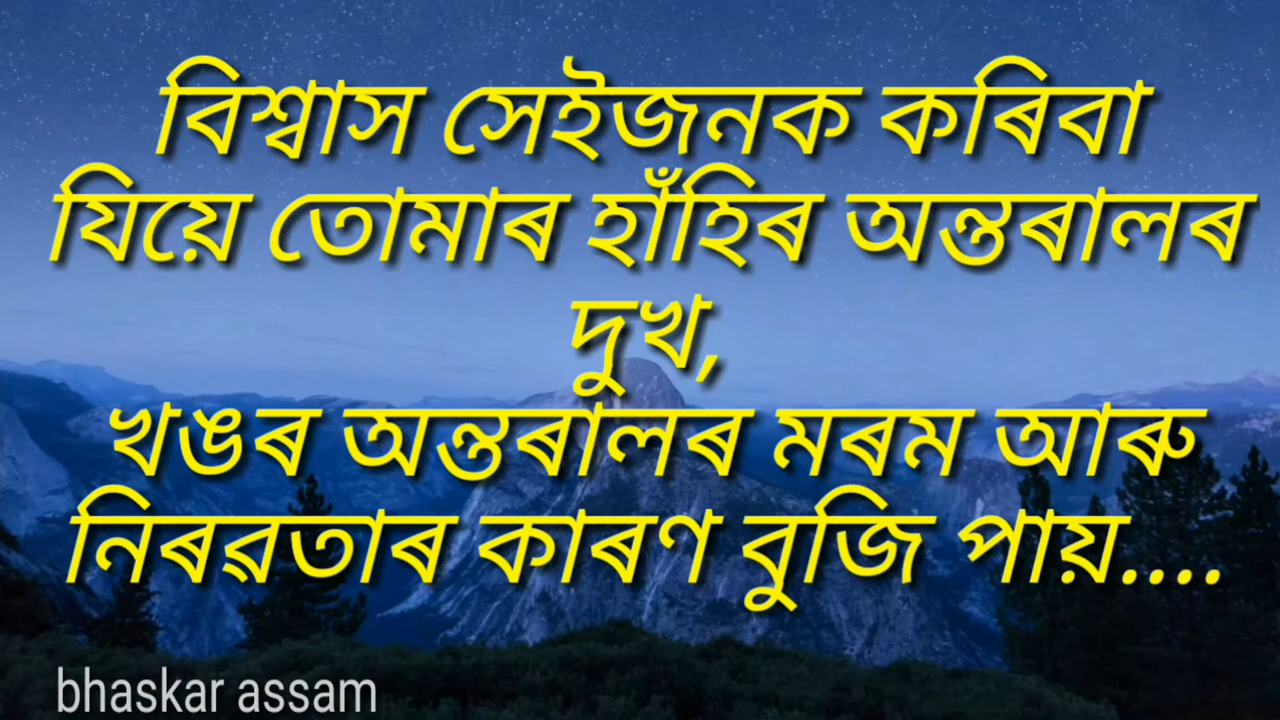 বিশ্বাস সেইজনক কৰিবা
যিয়ে তোমাৰ হাঁহিৰ অন্তৰালৰ
দুখ,
খঙৰ অন্তৰালৰ মৰম আৰু
নিৰৱতাৰ কাৰণ বুজি পায়....
bhaskar assam